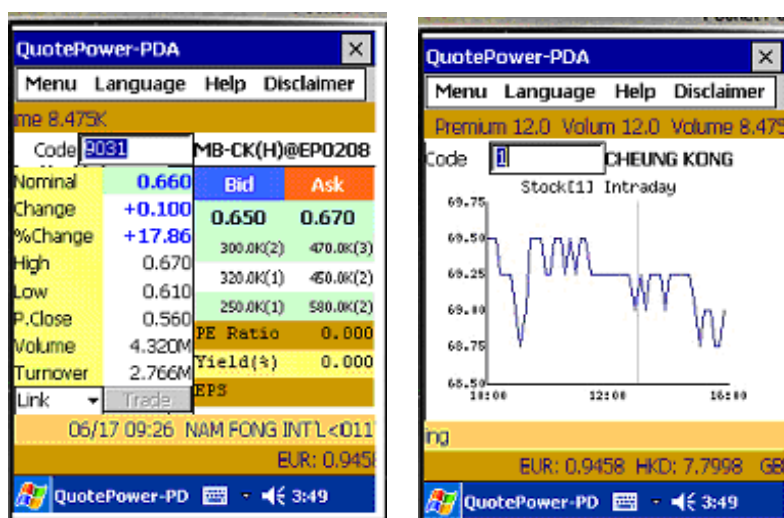 QuotePower-PDA
Menu Language Help Disclaimer
me 8.475K
Code 9031 MB-CK(H)@EP0208
Nominal 0.660 Bid Ask
Change +0.100 0.650 0.670
%Change +17.86 300.0K(2) 470.0K(3)
High 0.670 320.0K(1) 450.0K(2)
Low 0.610 250.0K(1) 580.0K(2)
P.Close 0.560 PE Ratio 0.000
Volume 4.320M Yield(%) 0.000
Turnover 2.766M EPS
Link Trade
06/17 09:26 NAM FONG INT'L<011
EUR: 0.945
QuotePower-PD 3:49
QuotePower-PDA
Menu Language Help Disclaimer
Premium 12.0 Volum 12.0 Volume 8.475
Code 1 CHEUNG KONG
Stock[1] Intraday
69.75
69.50
69.25
69.00
68.75
68.50
10:00 12:00 16:00
ing
EUR: 0.9458 HKD: 7.7998 GB
QuotePower-PD 3:49